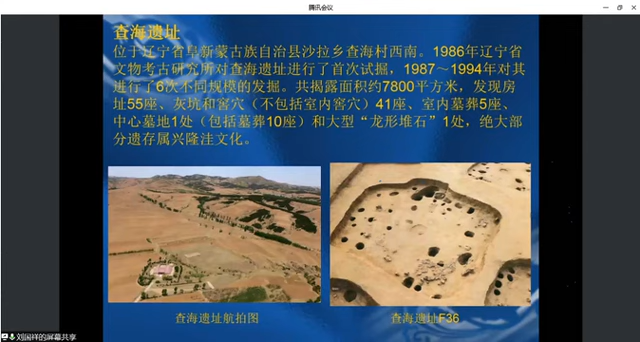 腾讯会议
查海遗址
位于辽宁省阜新蒙古族自治县沙拉乡查海村西南。1986年辽宁省
文物考古研究所对查海遗址进行了首次试掘，1987～1994年对其
进行了6次不同规模的发掘。共揭露面积约7800平方米，发现房
址55座、灰坑和窖穴（不包括室内窖穴）41座、室内墓葬5座、
中心墓地1处（包括墓葬10座）和大型“龙形堆石”1处，绝大部
分遗存属兴隆洼文化。
查海遗址航拍图
查海遗址F36
刘国祥的屏幕共享